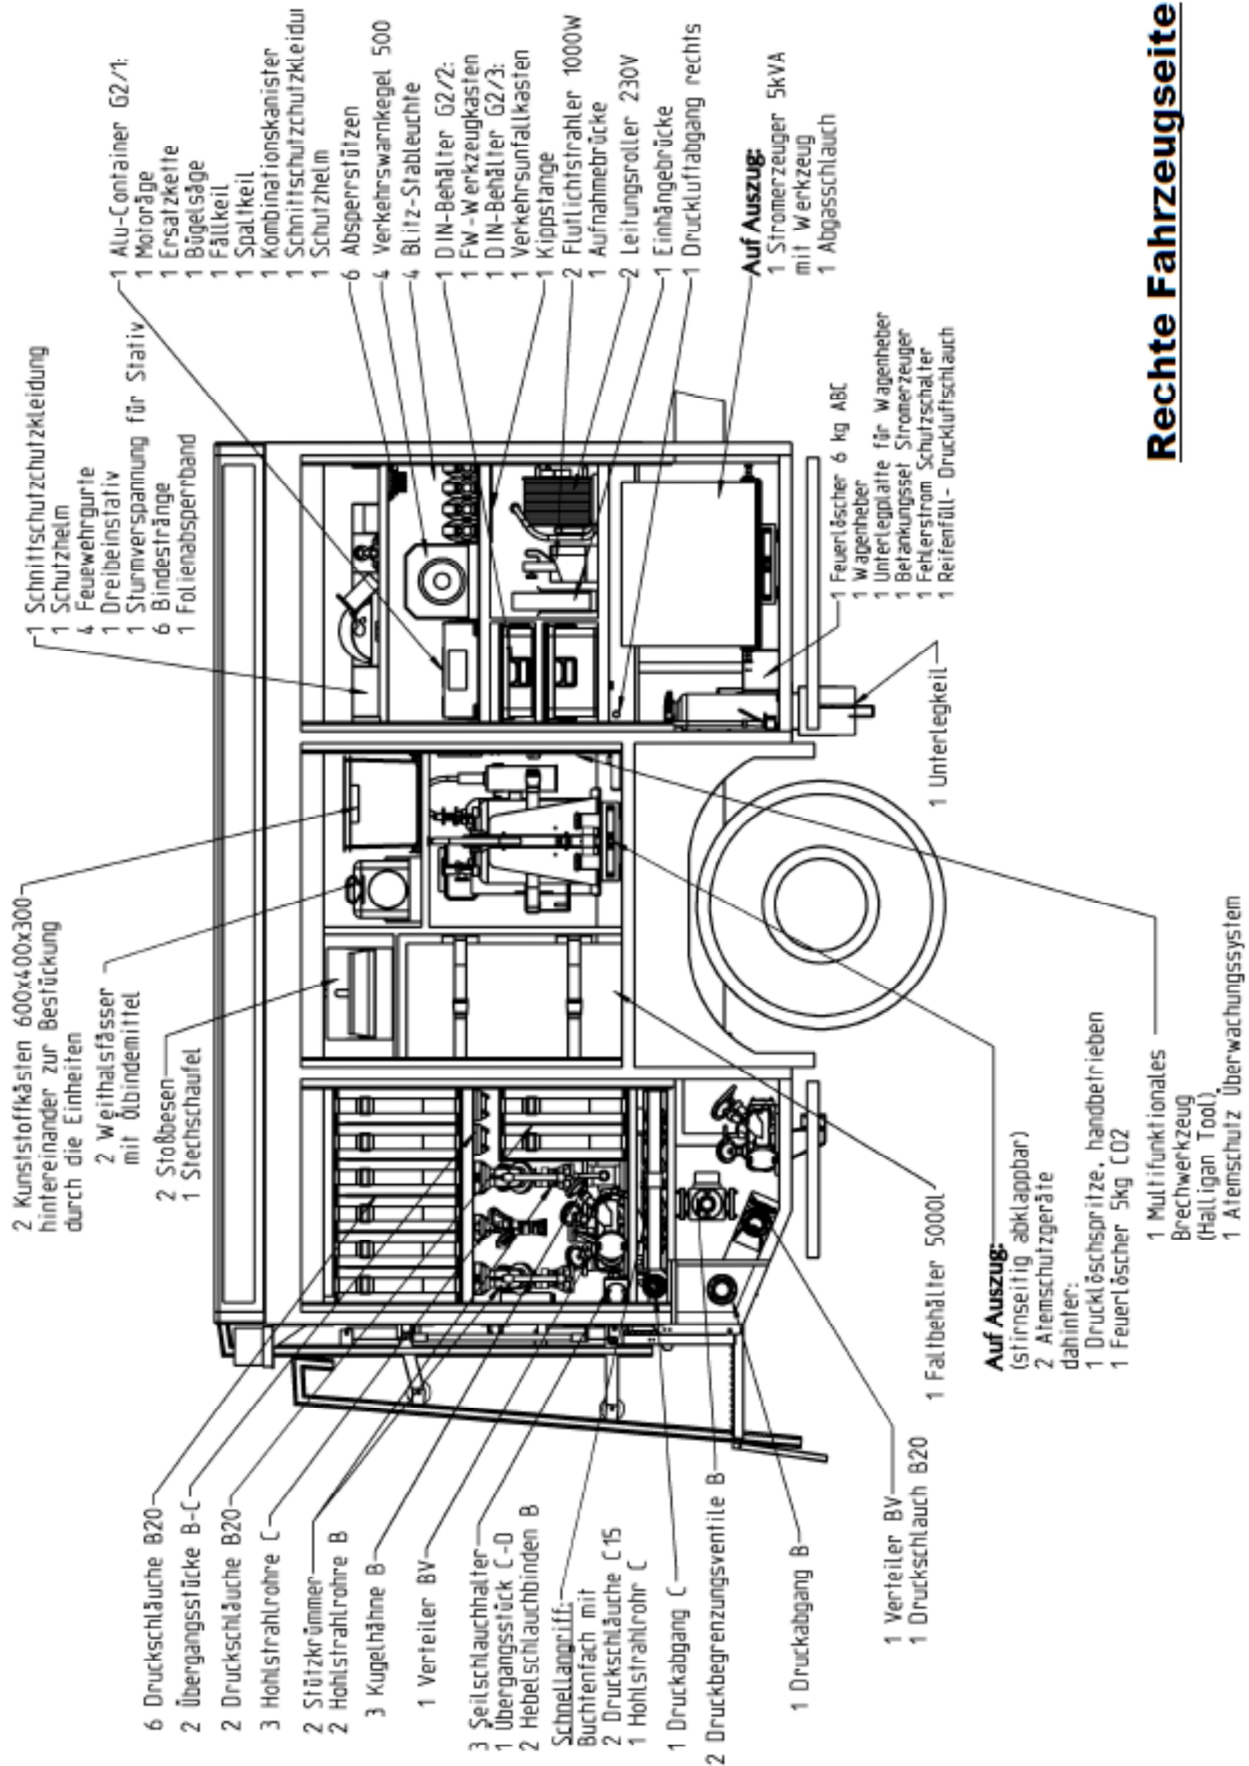 Rechte Fahrzeugseite
2 Kunststoffkästen 600x400x300
hintereinander zur Bestückung
durch die Einheiten
2 Weithalsfässer
mit Ölbindemittel
2 Stoßbesen
1 Stechschaufel
1 Schnittschutzhutzkleidung
1 Schutzhelm
4 Feuewehrgurte
1 Dreibeinstativ
1 Sturmverspannung für Stativ
6 Bindestränge
1 Folienabsperrband
1 Alu-Container G2/1:
1 Motoräge
1 Ersatzkette
1 Bügelsäge
1 Fällkeil
1 Spaltkeil
1 Kombinationskanister
1 Schnittschutzchutzkleidu
1 Schutzhelm
6 Absperrstützen
4 Verkehrswarnkegel 500
4 Blitz-Stableuchte
1 DIN-Behälter G2/2:
1 FW-Werkzeugkasten
1 DIN-Behälter G2/3:
1 Verkehrsunfallkasten
1 Kippstange
2 Flutlichtstrahler 1000W
1 Aufnahmebrücke
2 Leitungsroller 230V
1 Einhängebrücke
1 Druckluftabgang rechts
Auf Auszug:
1 Stromerzeuger 5kVA
mit Werkzeug
1 Abgasschlauch
1 Feuerlöscher 6 kg ABC
1 Wagenheber
1 Unterlegplatte für Wagenheber
1 Betankungsset Stromerzeuger
1 Fehlerstrom Schutzschalter
1 Reifenfüll- Druckluftschlauch
1 Unterlegkeil
6 Druckschläuche B20
2 Übergangsstücke B-C
2 Druckschläuche B20
3 Hohlstrahlrohre C
2 Stützkrümmer
2 Hohlstrahlrohre B
3 Kugelhähne B
1 Verteiler BV
3 Seilschlauchhalter
1 Übergangsstück C-D
2 Hebelschlauchbinden B
Schnellangriff:
Buchtenfach mit
2 Druckschläuche C15
1 Hohlstrahlrohr C
1 Druckabgang C
2 Druckbegrenzungsventile B
1 Druckabgang B
1 Verteiler BV
1 Druckschlauch B20
1 Faltbehälter 5000l
Auf Auszug:
(stirnseitig abklappbar)
2 Atemschutzgeräte
dahinter:
1 Drucklöschspritze, handbetrieben
1 Feuerlöscher 5kg CO2
1 Multifunktionales
Brechwerkzeug
(Halligan Tool)
1 Atemschutz Überwachungssystem